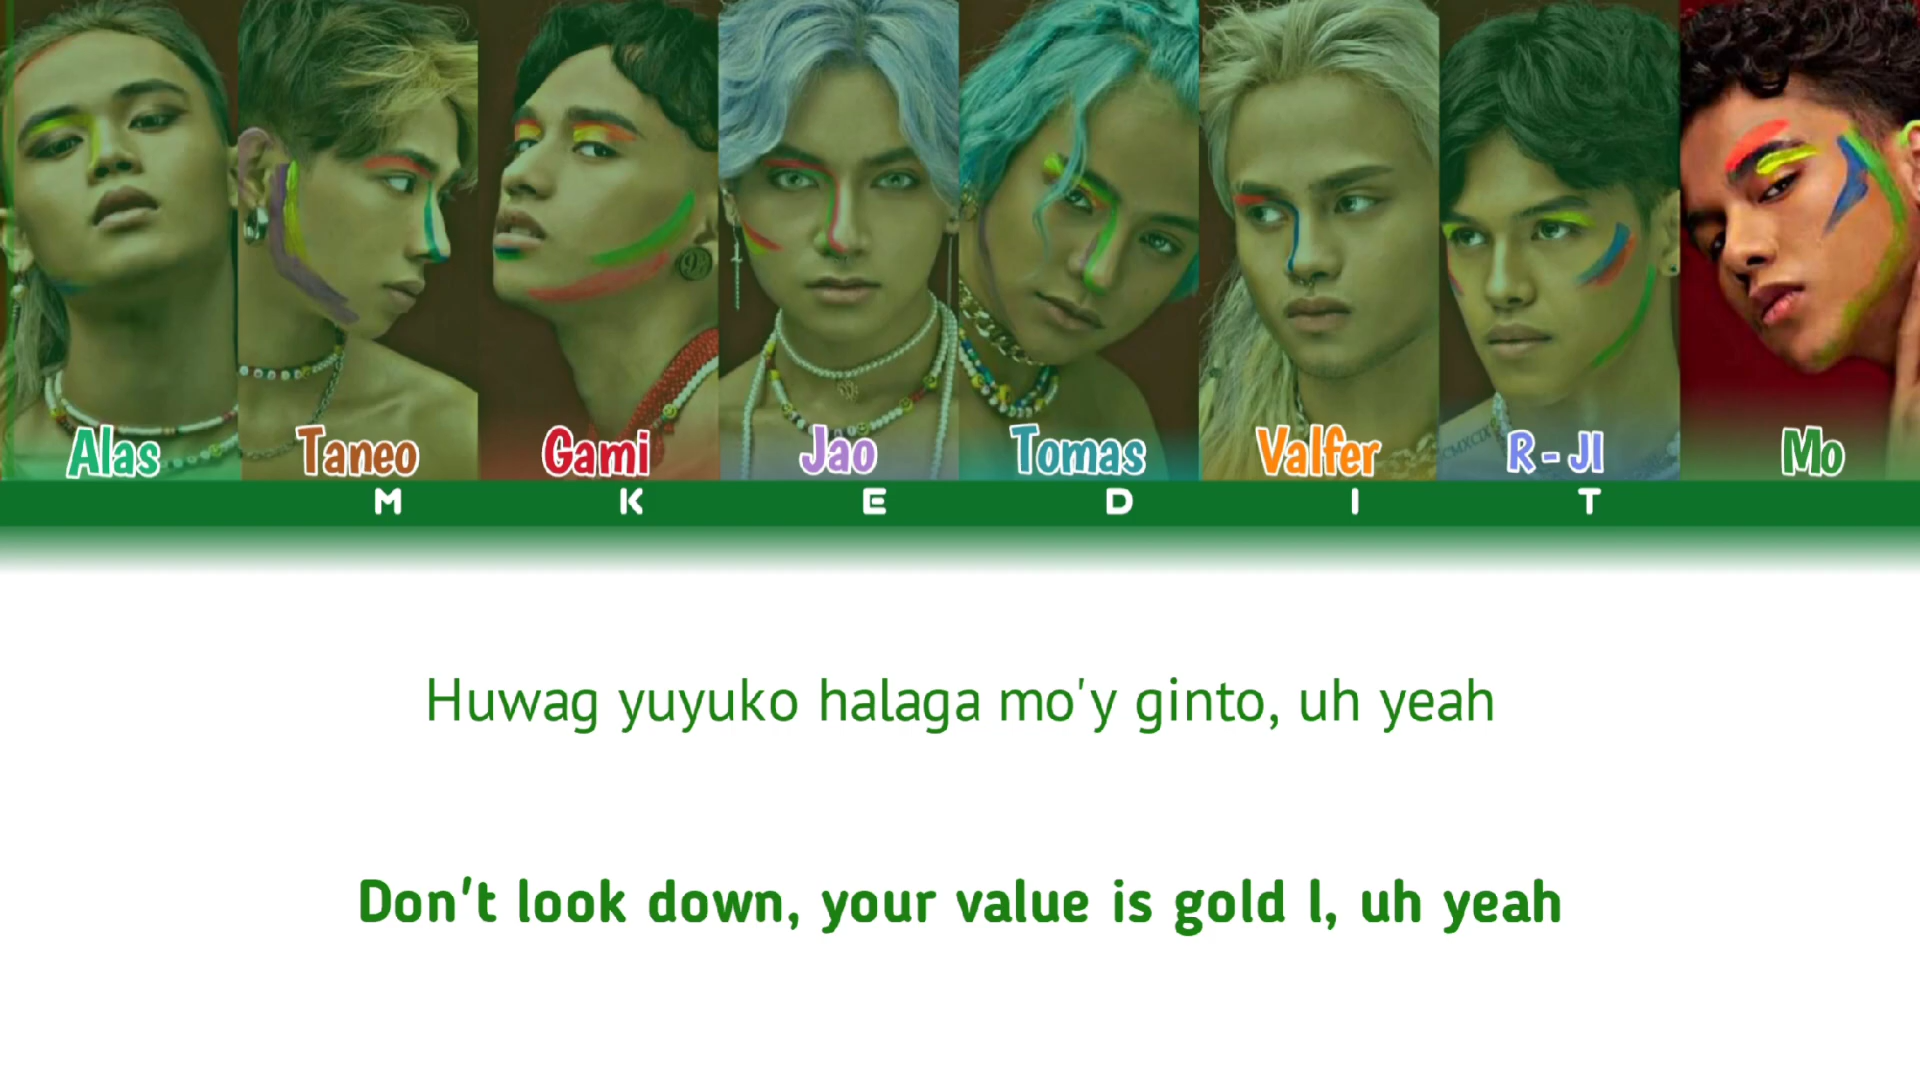 Alas Taneo Gami Jao Tomas Valfer R-JI Mo
M K E D I T
Huwag yuyuko halaga mo'y ginto, uh yeah
Don't look down, your value is gold l, uh yeah